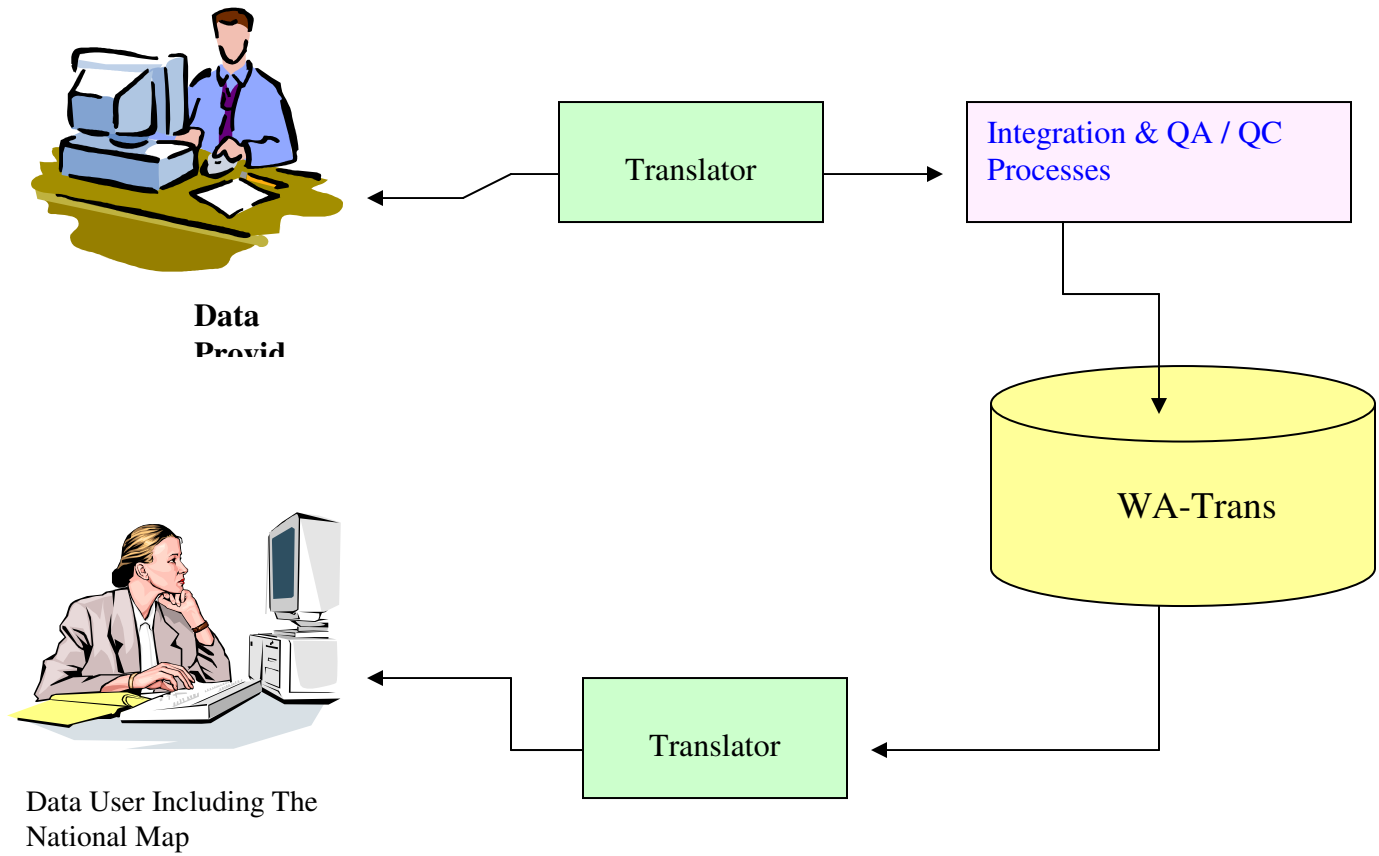 Translator
Integration & QA / QC
Processes
Data
Provid
WA-Trans
Translator
Data User Including The
National Map